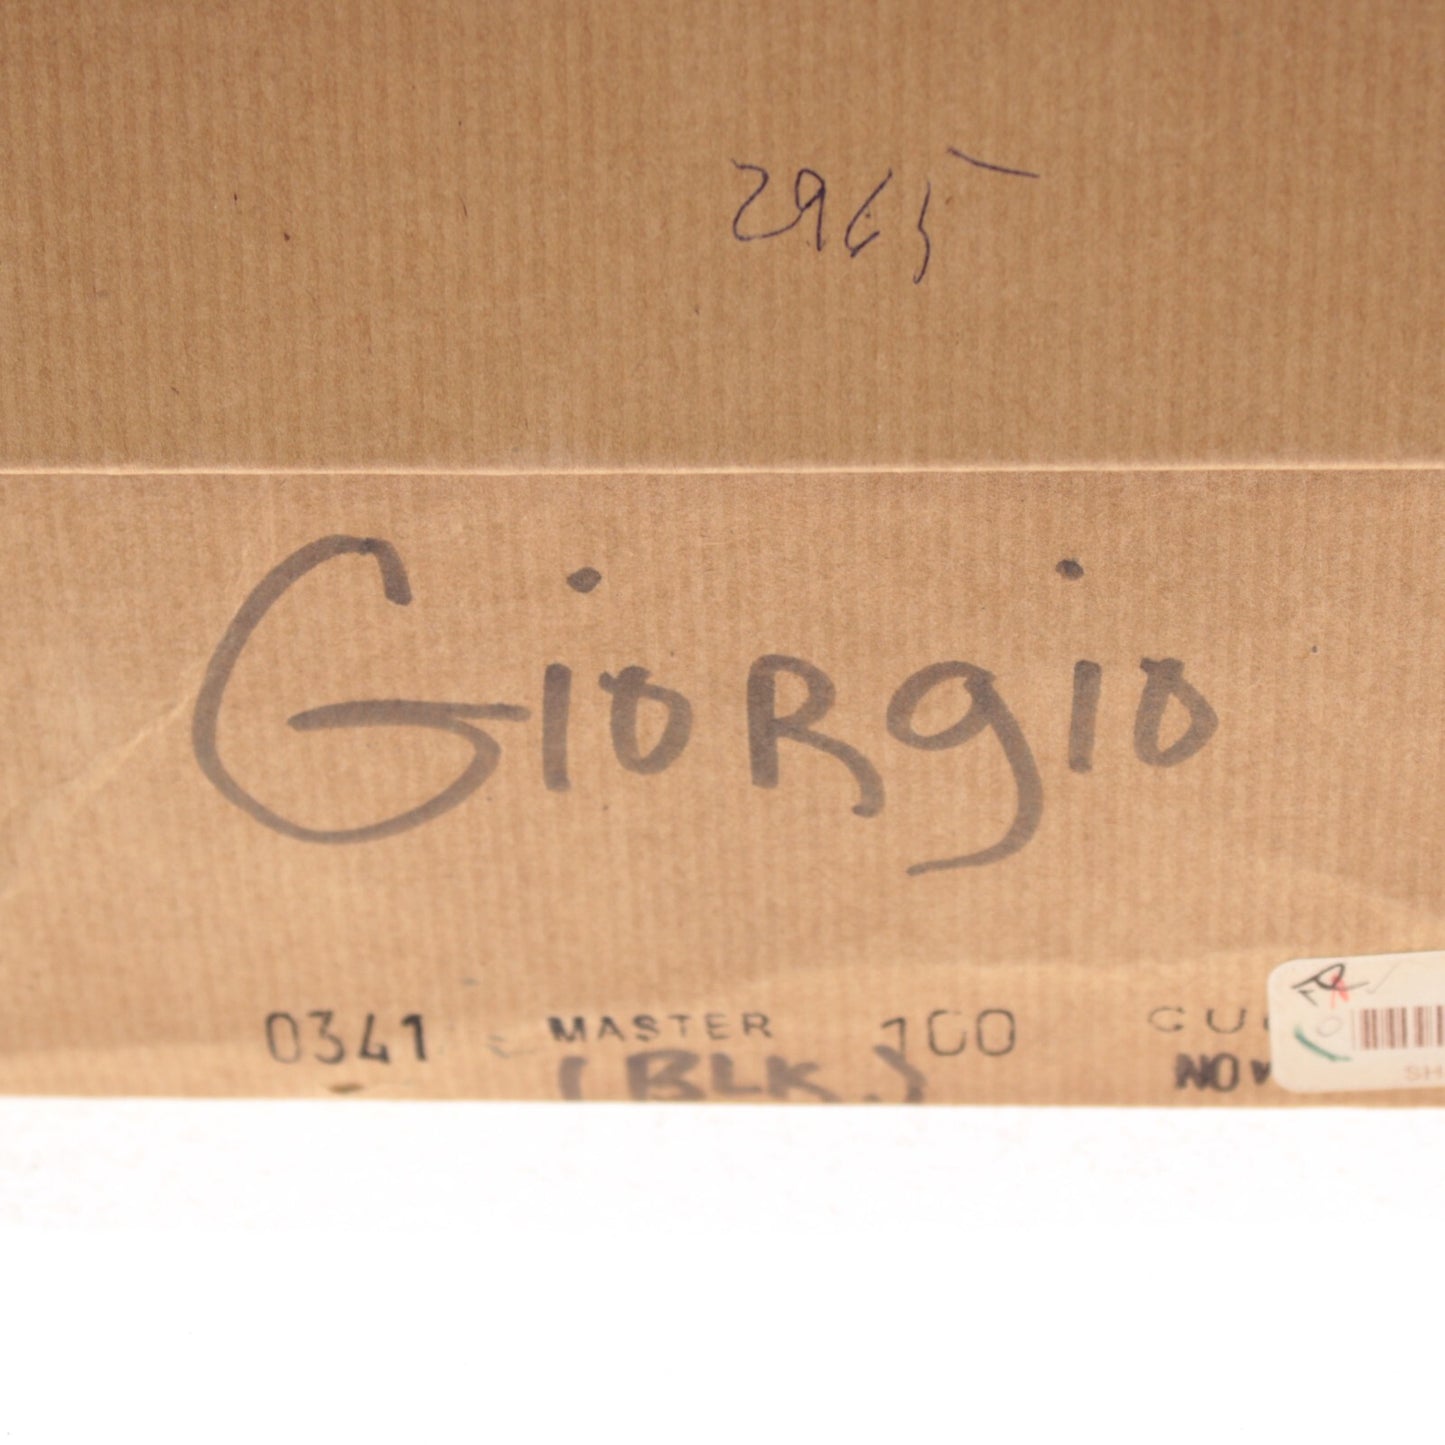 2965
Giorgio
0341 MASTER 100
(BLK)